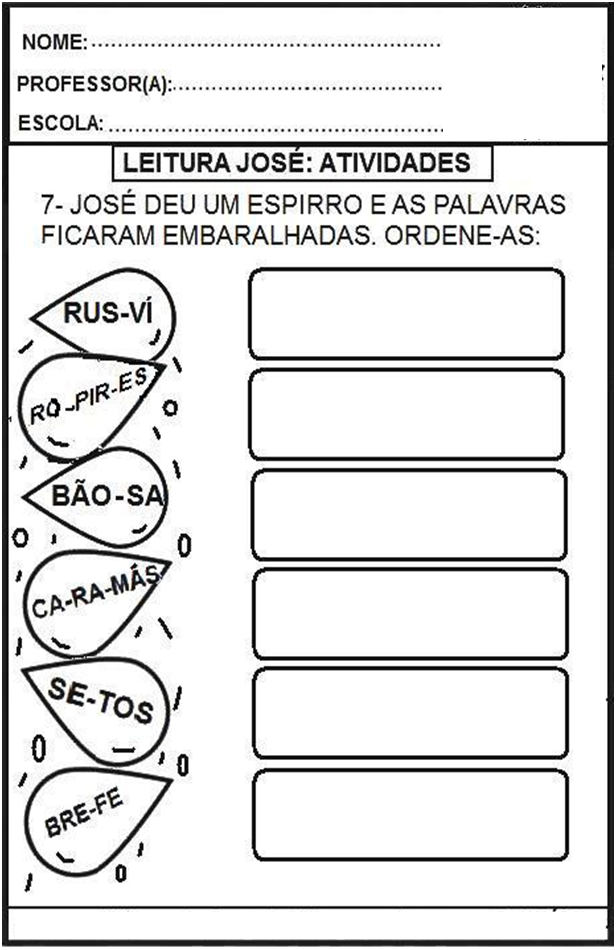 NOME:
PROFESSOR(A):
ESCOLA:
LEITURA JOSÉ: ATIVIDADES
7- JOSÉ DEU UM ESPIRRO E AS PALAVRAS
FICARAM EMBARALHADAS. ORDENE-AS:
RUS-VÍ
RO-PIR-ES
BÃO-SA
CA-RA-MÁS
SE-TOS
BRE-FE